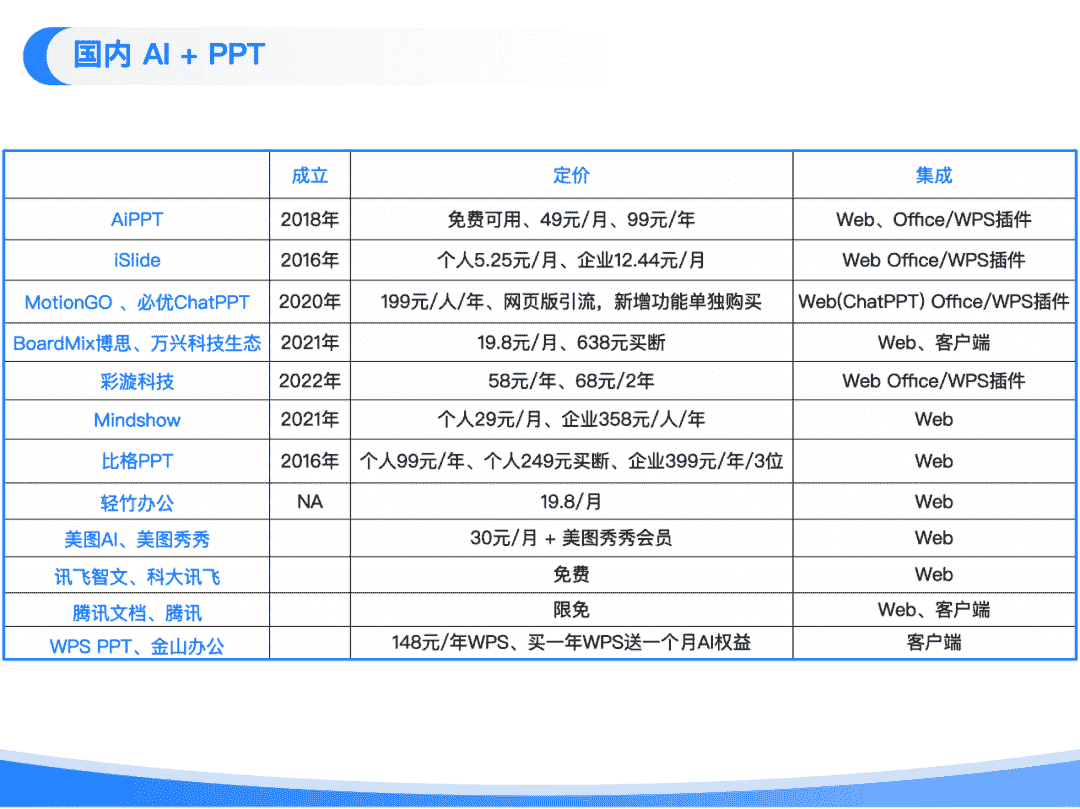 国内 AI + PPT
成立 定价 集成
AiPPT 2018年 免费可用、49元/月、99元/年 Web、Office/WPS插件
iSlide 2016年 个人5.25元/月、企业12.44元/月 Web Office/WPS插件
MotionGO 、必优ChatPPT 2020年 199元/人/年、网页版引流，新增功能单独购买 Web(ChatPPT) Office/WPS插件
BoardMix博思、万兴科技生态 2021年 19.8元/月、638元买断 Web、客户端
彩漩科技 2022年 58元/年、68元/2年 Web Office/WPS插件
Mindshow 2021年 个人29元/月、企业358元/人/年 Web
比格PPT 2016年 个人99元/年、个人249元买断、企业399元/年/3位 Web
轻竹办公 NA 19.8/月 Web
美图AI、美图秀秀 30元/月 + 美图秀秀会员 Web
讯飞智文、科大讯飞 免费 Web
腾讯文档、腾讯 限免 Web、客户端
WPS PPT、金山办公 148元/年WPS、买一年WPS送一个月AI权益 客户端